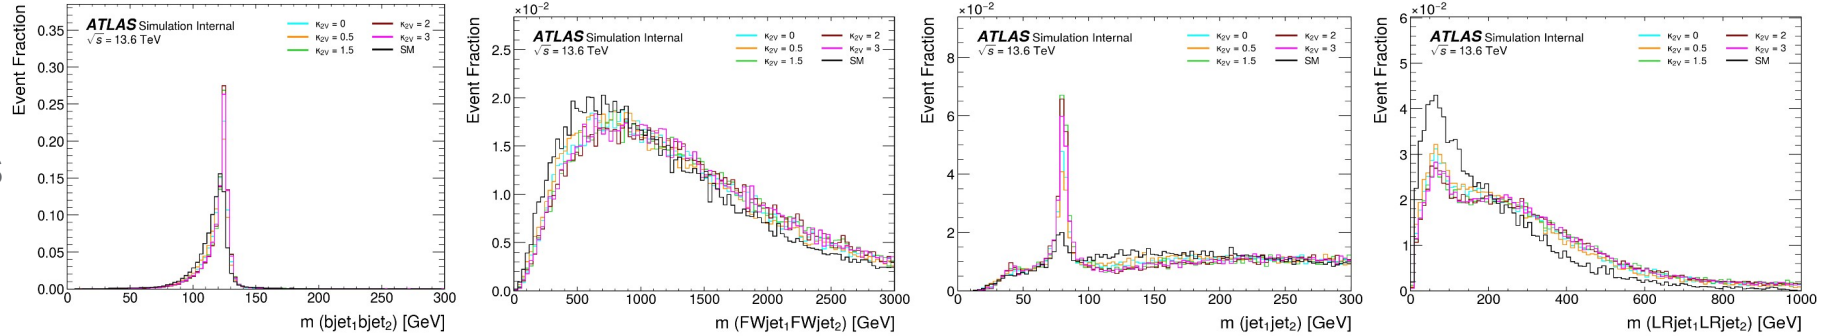 Event Fraction
0.35
0.30
0.25
0.20
0.15
0.10
0.05
0.00
ATLAS Simulation Internal
√s = 13.6 TeV
κ2V = 0
κ2V = 0.5
κ2V = 1.5
κ2V = 2
κ2V = 3
SM
0 50 100 150 200 250 300
m (bjet₁bjet₂) [GeV]
×10⁻²
Event Fraction
2.5
2.0
1.5
1.0
0.5
0.0
ATLAS Simulation Internal
√s = 13.6 TeV
κ2V = 0
κ2V = 0.5
κ2V = 1.5
κ2V = 2
κ2V = 3
SM
0 500 1000 1500 2000 2500 3000
m (FWjet₁FWjet₂) [GeV]
×10⁻²
Event Fraction
8
6
4
2
0
ATLAS Simulation Internal
√s = 13.6 TeV
κ2V = 0
κ2V = 0.5
κ2V = 1.5
κ2V = 2
κ2V = 3
SM
0 50 100 150 200 250 300
m (jet₁jet₂) [GeV]
×10⁻²
Event Fraction
6
5
4
3
2
1
0
ATLAS Simulation Internal
√s = 13.6 TeV
κ2V = 0
κ2V = 0.5
κ2V = 1.5
κ2V = 2
κ2V = 3
SM
0 200 400 600 800 1000
m (LRjet₁LRjet₂) [GeV]